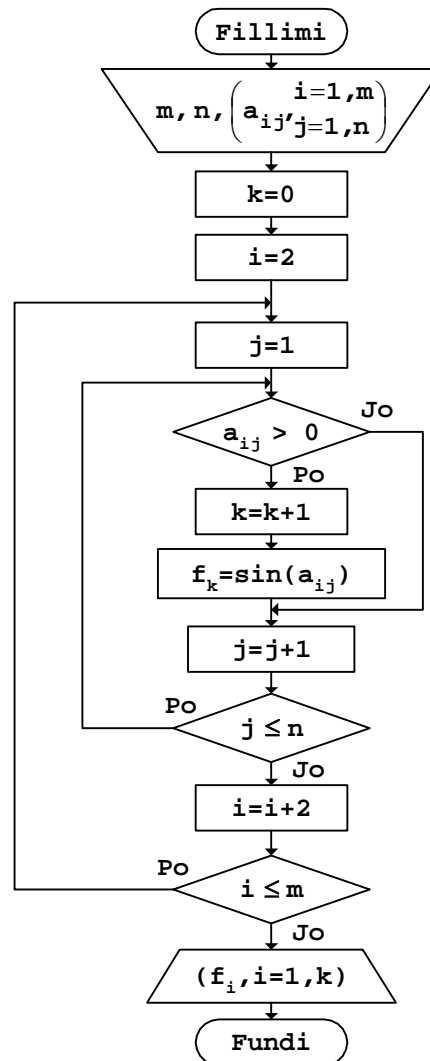 Fillimi
m, n, (a_ij, i=1,m
j=1,n)
k=0
i=2
j=1
a_ij > 0
Jo
Po
k=k+1
f_k=sin(a_ij)
j=j+1
Po
j ≤ n
Jo
i=i+2
Po
i ≤ m
Jo
(f_i,i=1,k)
Fundi